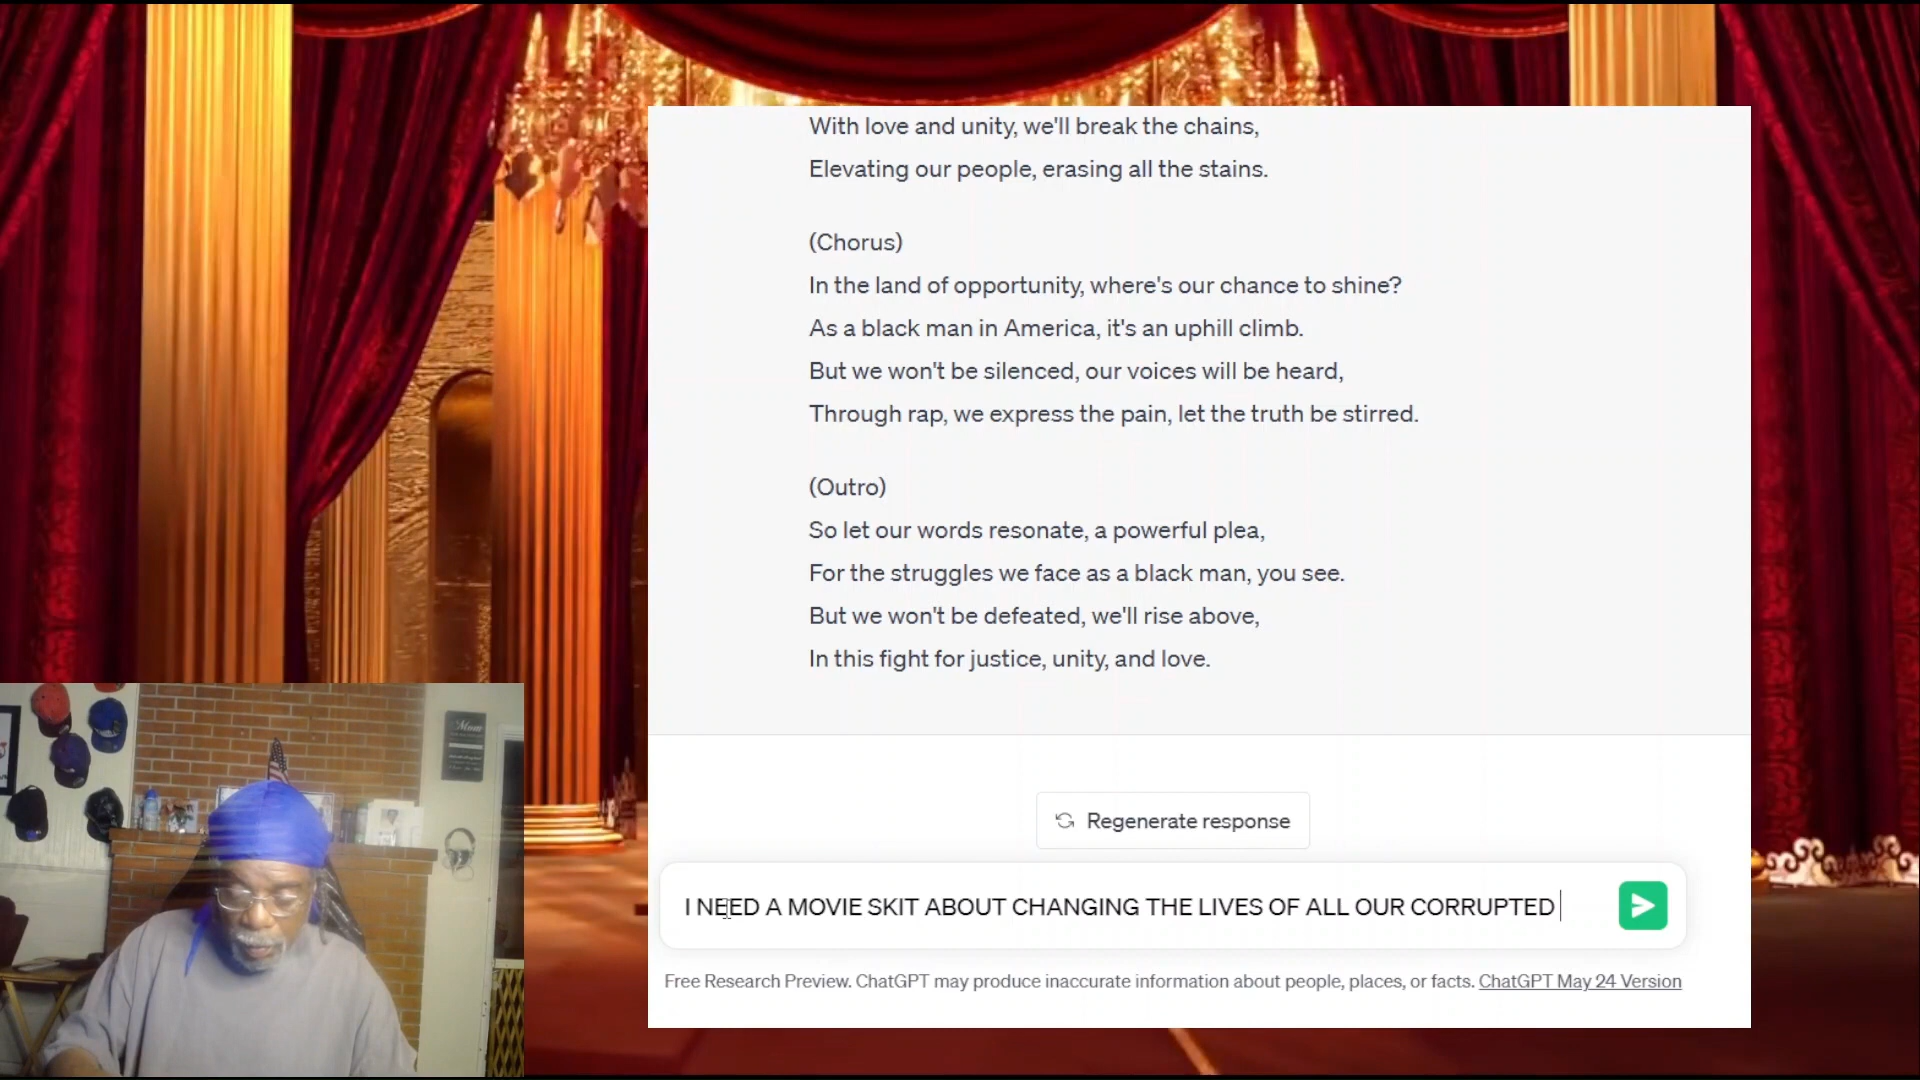 With love and unity, we'll break the chains,
Elevating our people, erasing all the stains.
(Chorus)
In the land of opportunity, where's our chance to shine?
As a black man in America, it's an uphill climb.
But we won't be silenced, our voices will be heard,
Through rap, we express the pain, let the truth be stirred.
(Outro)
So let our words resonate, a powerful plea,
For the struggles we face as a black man, you see.
But we won't be defeated, we'll rise above,
In this fight for justice, unity, and love.
Regenerate response
I NEED A MOVIE SKIT ABOUT CHANGING THE LIVES OF ALL OUR CORRUPTED
Free Research Preview. ChatGPT may produce inaccurate information about people, places, or facts. ChatGPT May 24 Version